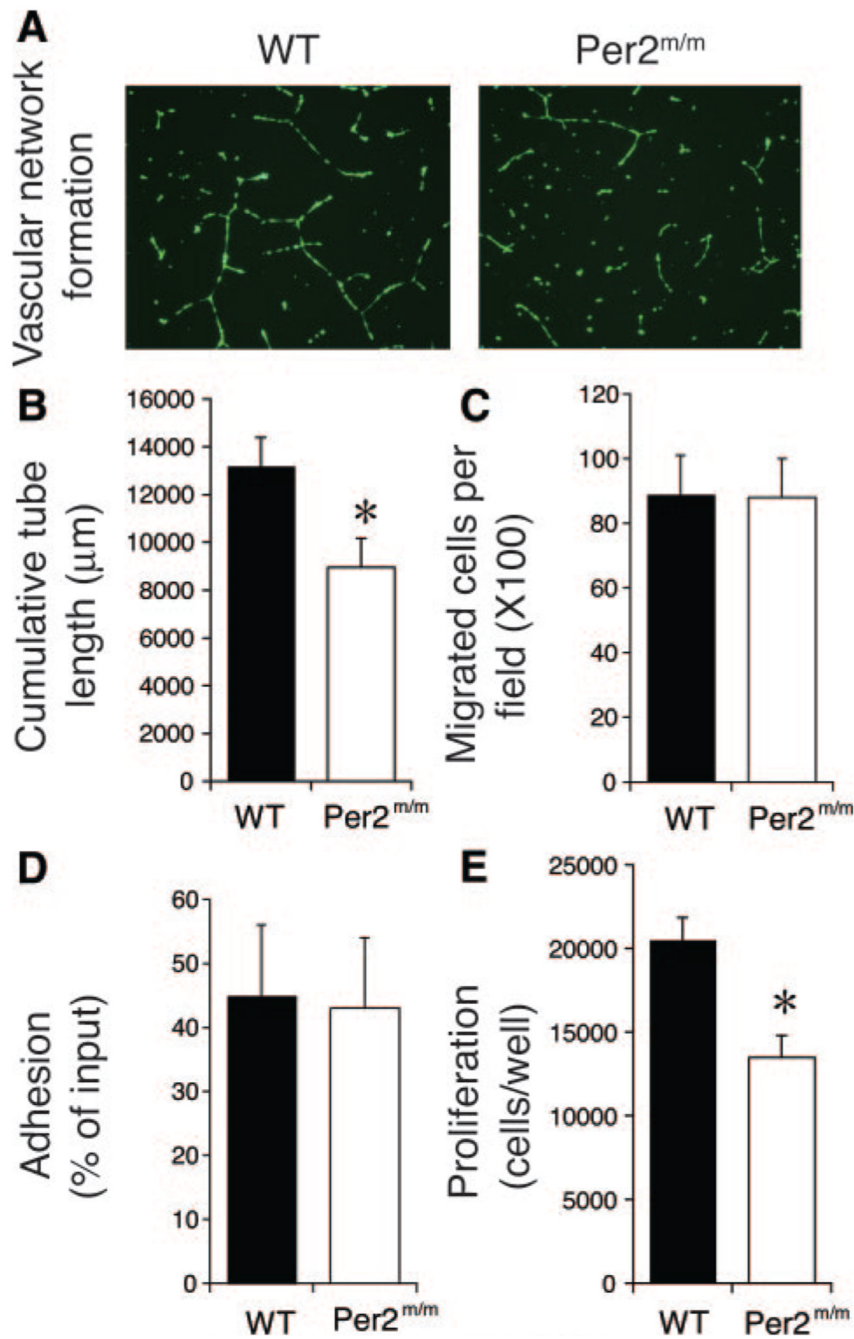 A
WT
Per2m/m
Vascular network
formation
B
Cumulative tube
length (μm)
16000
14000
12000
10000
8000
6000
4000
2000
0
*
WT
Per2m/m
C
Migrated cells per
field (X100)
120
100
80
60
40
20
0
WT
Per2m/m
D
Adhesion
(% of input)
60
50
40
30
20
10
0
WT
Per2m/m
E
Proliferation
(cells/well)
25000
20000
15000
10000
5000
0
*
WT
Per2m/m